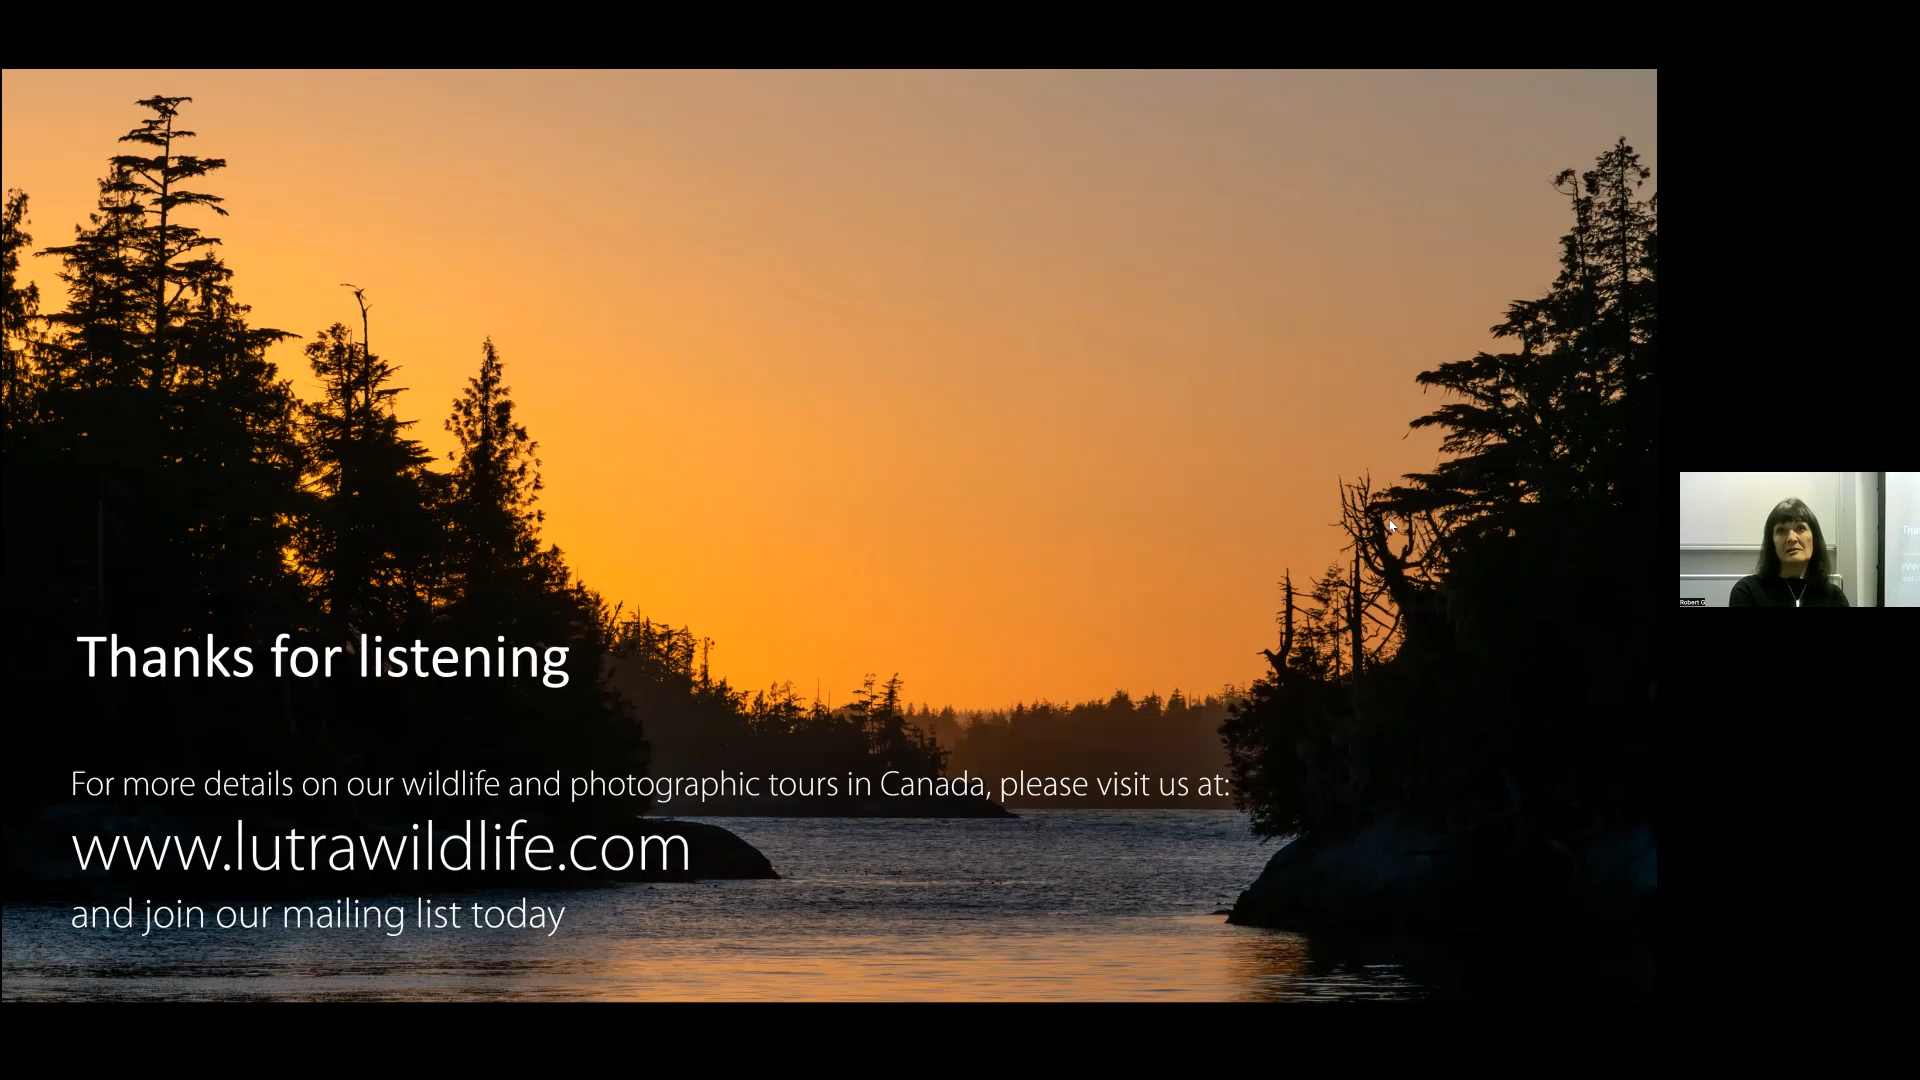 Thanks for listening
For more details on our wildlife and photographic tours in Canada, please visit us at:
www.lutrawildlife.com
and join our mailing list today
Robert G